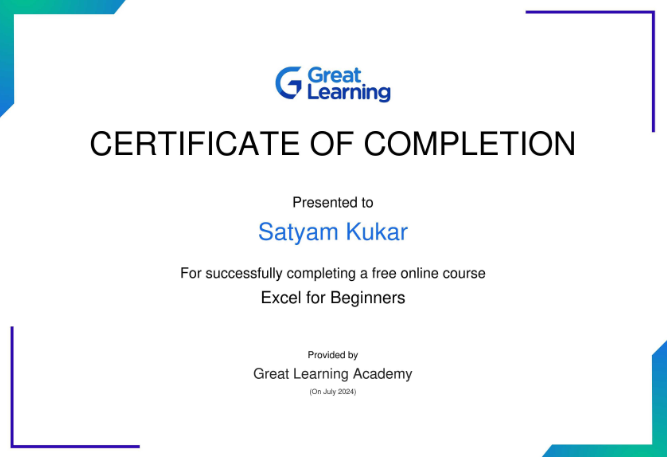 Great
Learning
CERTIFICATE OF COMPLETION
Presented to
Satyam Kukar
For successfully completing a free online course
Excel for Beginners
Provided by
Great Learning Academy
(On July 2024)